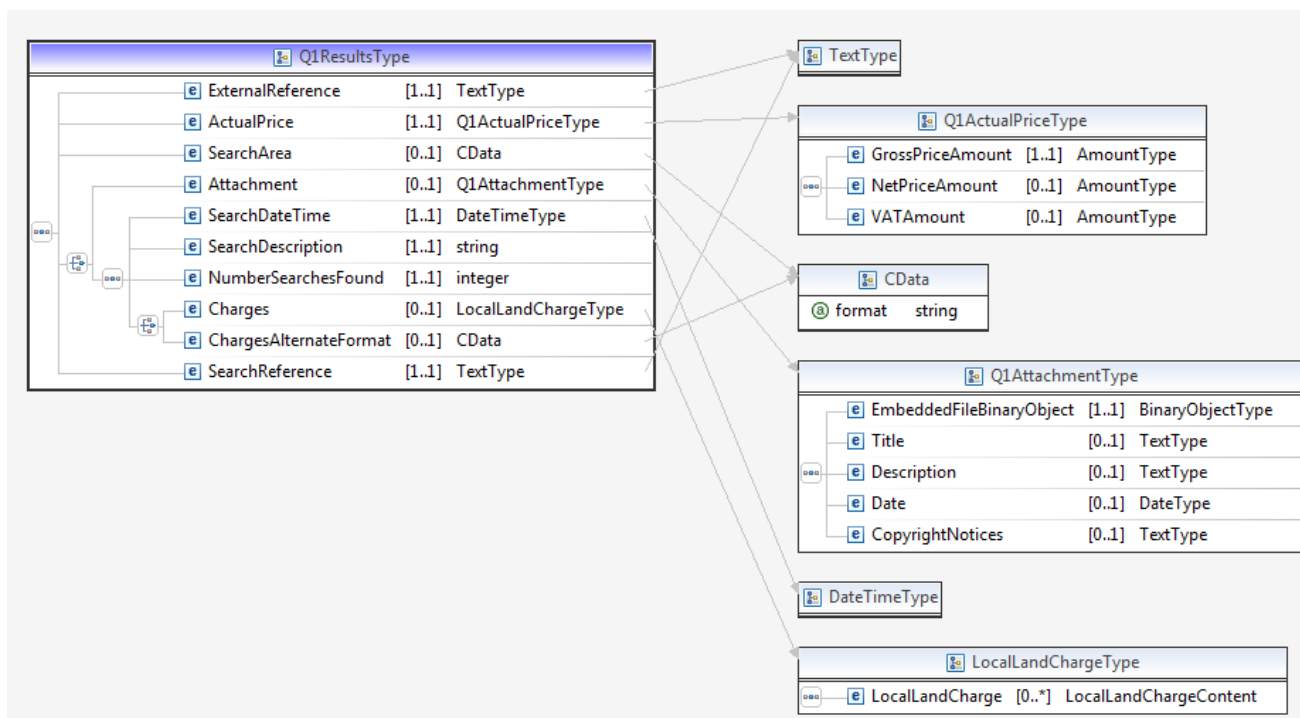 Q1ResultsType
e ExternalReference [1..1] TextType
e ActualPrice [1..1] Q1ActualPriceType
e SearchArea [0..1] CData
e Attachment [0..1] Q1AttachmentType
e SearchDateTime [1..1] DateTimeType
e SearchDescription [1..1] string
e NumberSearchesFound [1..1] integer
e Charges [0..1] LocalLandChargeType
e ChargesAlternateFormat [0..1] CData
e SearchReference [1..1] TextType
TextType
Q1ActualPriceType
e GrossPriceAmount [1..1] AmountType
e NetPriceAmount [0..1] AmountType
e VATAmount [0..1] AmountType
CData
a format string
Q1AttachmentType
e EmbeddedFileBinaryObject [1..1] BinaryObjectType
e Title [0..1] TextType
e Description [0..1] TextType
e Date [0..1] DateType
e CopyrightNotices [0..1] TextType
DateTimeType
LocalLandChargeType
e LocalLandCharge [0..*] LocalLandChargeContent